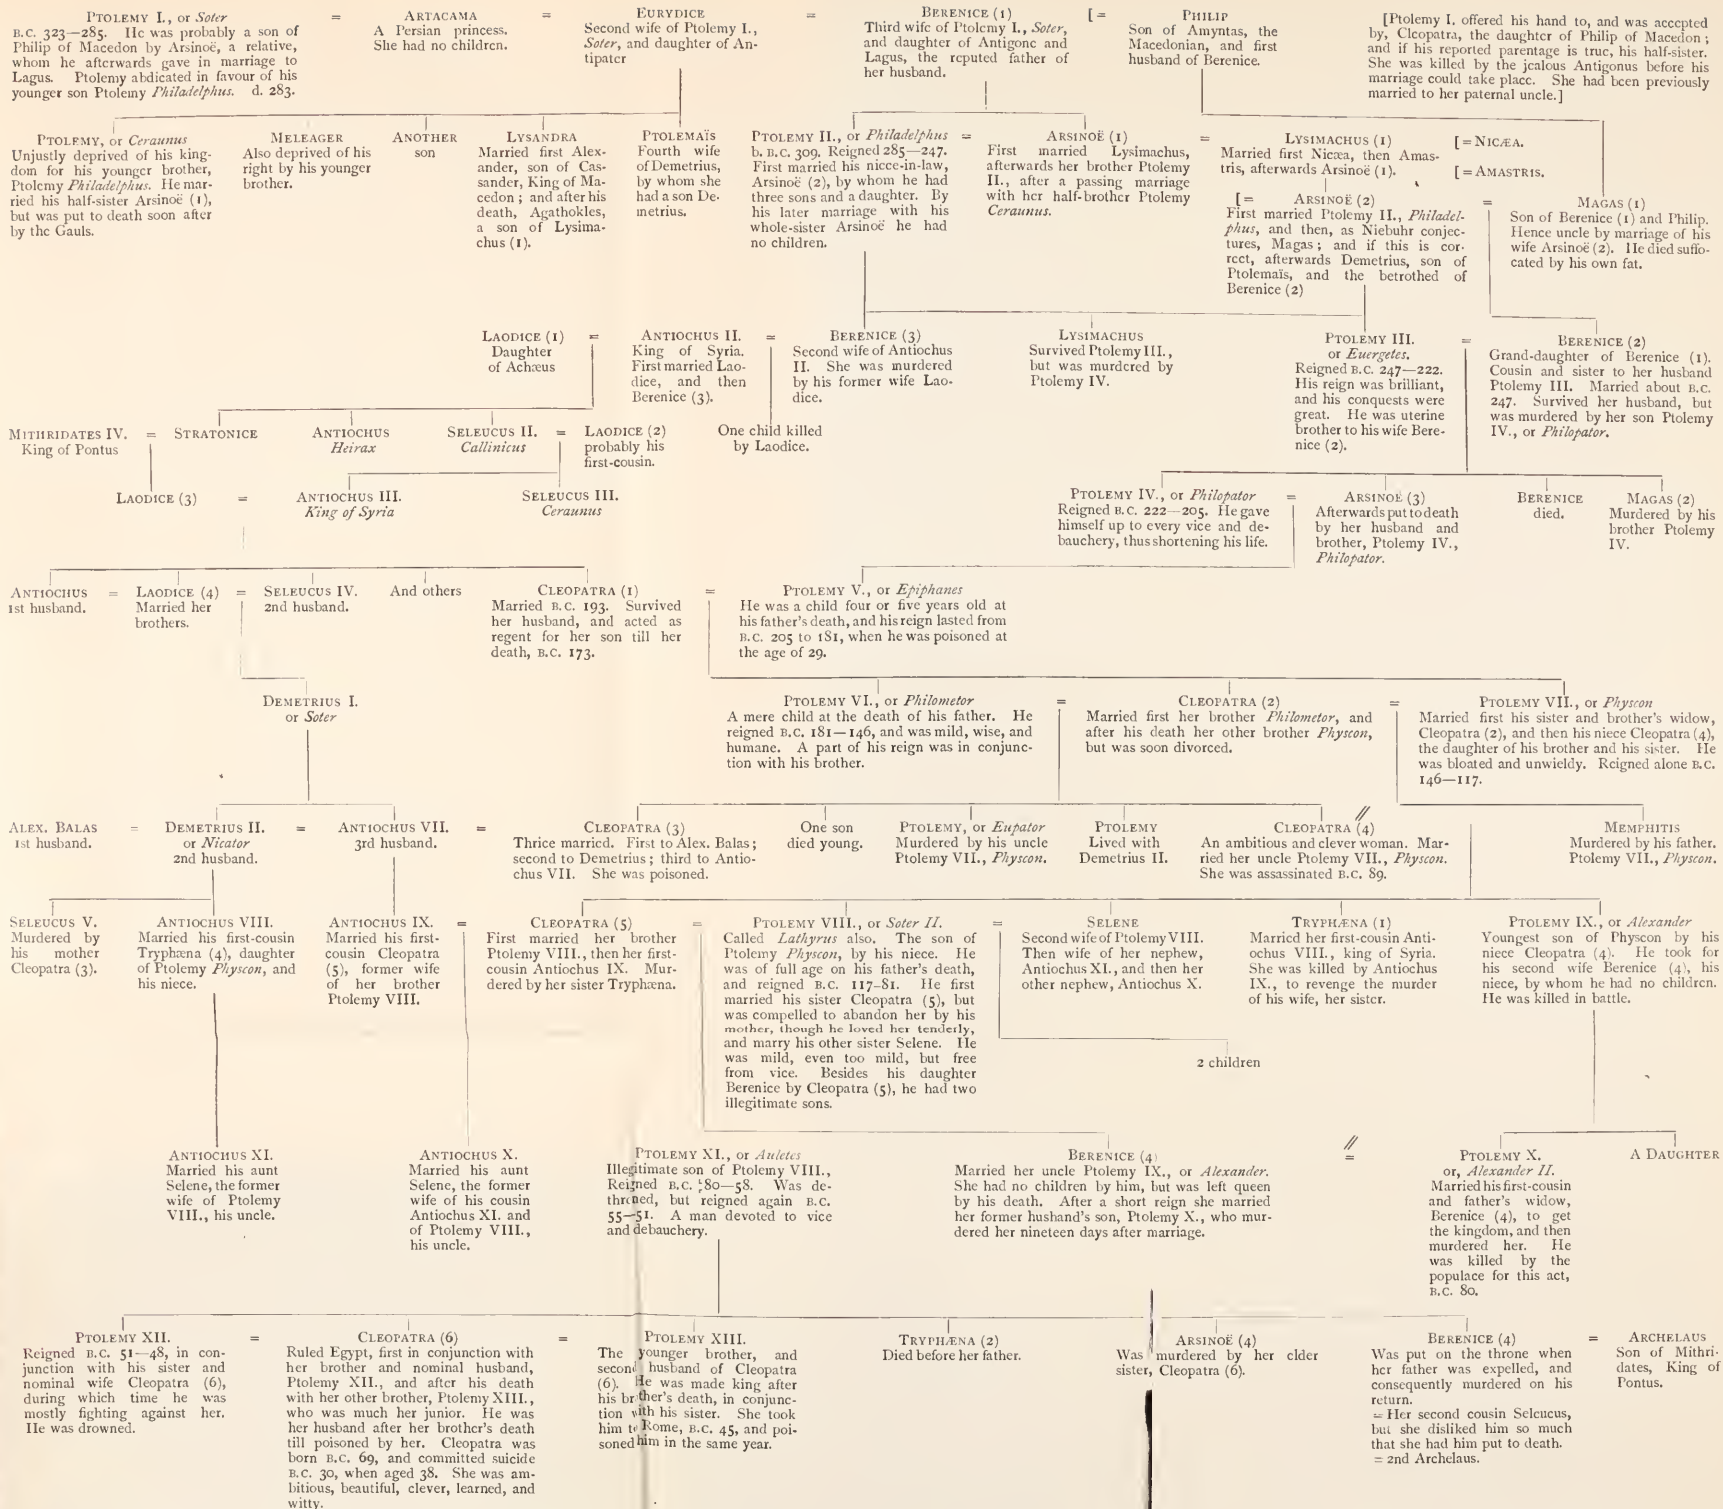 PTOLEMY I., or Soter
B.C. 323—285. He was probably a son of
Philip of Macedon by Arsinoë, a relative,
whom he afterwards gave in marriage to
Lagus. Ptolemy abdicated in favour of his
younger son Ptolemy Philadelphus. d. 283.
=
ARTACAMA
A Persian princess.
She had no children.
=
EURYDICE
Second wife of Ptolemy I.,
Soter, and daughter of An-
tipater
=
BERENICE (1)
Third wife of Ptolemy I., Soter,
and daughter of Antigone and
Lagus, the reputed father of
her husband.
[=
PHILIP
Son of Amyntas, the
Macedonian, and first
husband of Berenice.
[Ptolemy I. offered his hand to, and was accepted
by, Cleopatra, the daughter of Philip of Macedon;
and if his reported parentage is true, his half-sister.
She was killed by the jealous Antigonus before his
marriage could take place. She had been previously
married to her paternal uncle.]
PTOLEMY, or Ceraunus
Unjustly deprived of his king-
dom for his younger brother,
Ptolemy Philadelphus. He mar-
ried his half-sister Arsinoë (1),
but was put to death soon after
by the Gauls.
MELEAGER
Also deprived of his
right by his younger
brother.
ANOTHER
son
LYSANDRA
Married first Alex-
ander, son of Cas-
sander, King of Ma-
cedon; and after his
death, Agathokles,
a son of Lysima-
chus (1).
PTOLEMAÏS
Fourth wife
of Demetrius,
by whom she
had a son De-
metrius.
PTOLEMY II., or Philadelphus
b. B.C. 309. Reigned 285—247.
First married his niece-in-law,
Arsinoë (2), by whom he had
three sons and a daughter. By
his later marriage with his
whole-sister Arsinoë he had
no children.
=
ARSINOË (1)
First married Lysimachus,
afterwards her brother Ptolemy
II., after a passing marriage
with her half-brother Ptolemy
Ceraunus.
=
LYSIMACHUS (1)
Married first Nicæa, then Amas-
tris, afterwards Arsinoë (1).
[=NICÆA.
[=AMASTRIS.
[=
ARSINOË (2)
First married Ptolemy II., Philadel-
phus, and then, as Niebuhr conjec-
tures, Magas; and if this is cor-
rect, afterwards Demetrius, son of
Ptolemaïs, and the betrothed of
Berenice (2)
=
MAGAS (1)
Son of Berenice (1) and Philip.
Hence uncle by marriage of his
wife Arsinoë (2). He died suffo-
cated by his own fat.
LAODICE (1)
Daughter
of Achæus
=
ANTIOCHUS II.
King of Syria.
First married Lao-
dice, and then
Berenice (3).
=
BERENICE (3)
Second wife of Antiochus
II. She was murdered
by his former wife Lao-
dice.
LYSIMACHUS
Survived Ptolemy III.,
but was murdered by
Ptolemy IV.
PTOLEMY III.
or Euergetes.
Reigned B.C. 247—222.
His reign was brilliant,
and his conquests were
great. He was uterine
brother to his wife Bere-
nice (2).
=
BERENICE (2)
Grand-daughter of Berenice (1).
Cousin and sister to her husband
Ptolemy III. Married about B.C.
247. Survived her husband, but
was murdered by her son Ptolemy
IV., or Philopator.
MITHRIDATES IV.
King of Pontus
=
STRATONICE
ANTIOCHUS
Heirax
SELEUCUS II.
Callinicus
=
LAODICE (2)
probably his
first-cousin.
One child killed
by Laodice.
LAODICE (3)
=
ANTIOCHUS III.
King of Syria
SELEUCUS III.
Ceraunus
PTOLEMY IV., or Philopator
Reigned B.C. 222—205. He gave
himself up to every vice and de-
bauchery, thus shortening his life.
=
ARSINOË (3)
Afterwards put to death
by her husband and
brother, Ptolemy IV.,
Philopator.
BERENICE
died.
MAGAS (2)
Murdered by his
brother Ptolemy
IV.
ANTIOCHUS
1st husband.
=
LAODICE (4)
Married her
brothers.
=
SELEUCUS IV.
2nd husband.
And others
CLEOPATRA (1)
Married B.C. 193. Survived
her husband, and acted as
regent for her son till her
death, B.C. 173.
=
PTOLEMY V., or Epiphanes
He was a child four or five years old at
his father's death, and his reign lasted from
B.C. 205 to 181, when he was poisoned at
the age of 29.
DEMETRIUS I.
or Soter
PTOLEMY VI., or Philometor
A mere child at the death of his father. He
reigned B.C. 181—146, and was mild, wise, and
humane. A part of his reign was in conjunc-
tion with his brother.
=
CLEOPATRA (2)
Married first her brother Philometor, and
after his death her other brother Physcon,
but was soon divorced.
=
PTOLEMY VII., or Physcon
Married first his sister and brother's widow,
Cleopatra (2), and then his niece Cleopatra (4),
the daughter of his brother and his sister. He
was bloated and unwieldy. Reigned alone B.C.
146—117.
ALEX. BALAS
1st husband.
=
DEMETRIUS II.
or Nicator
2nd husband.
=
ANTIOCHUS VII.
3rd husband.
=
CLEOPATRA (3)
Thrice married. First to Alex. Balas;
second to Demetrius; third to Antio-
chus VII. She was poisoned.
One son
died young.
PTOLEMY, or Eupator
Murdered by his uncle
Ptolemy VII., Physcon.
PTOLEMY
Lived with
Demetrius II.
CLEOPATRA (4)
An ambitious and clever woman. Mar-
ried her uncle Ptolemy VII., Physcon.
She was assassinated B.C. 89.
MEMPHITIS
Murdered by his father.
Ptolemy VII., Physcon.
SELEUCUS V.
Murdered by
his mother
Cleopatra (3).
ANTIOCHUS VIII.
Married his first-cousin
Tryphæna (4), daughter
of Ptolemy Physcon, and
his niece.
ANTIOCHUS IX.
Married his first-
cousin Cleopatra
(5), former wife
of her brother
Ptolemy VIII.
=
CLEOPATRA (5)
First married her brother
Ptolemy VIII., then her first-
cousin Antiochus IX. Mur-
dered by her sister Tryphæna.
=
PTOLEMY VIII., or Soter II.
Called Lathyrus also. The son of
Ptolemy Physcon, by his niece. He
was of full age on his father's death,
and reigned B.C. 117-81. He first
married his sister Cleopatra (5), but
was compelled to abandon her by his
mother, though he loved her tenderly,
and marry his other sister Selene. He
was mild, even too mild, but free
from vice. Besides his daughter
Berenice by Cleopatra (5), he had two
illegitimate sons.
=
SELENE
Second wife of Ptolemy VIII.
Then wife of her nephew,
Antiochus XI., and then her
other nephew, Antiochus X.
2 children
TRYPHÆNA (1)
Married her first-cousin Anti-
ochus VIII., king of Syria.
She was killed by Antiochus
IX., to revenge the murder
of his wife, her sister.
PTOLEMY IX., or Alexander
Youngest son of Physcon by his
niece Cleopatra (4). He took for
his second wife Berenice (4), his
niece, by whom he had no children.
He was killed in battle.
ANTIOCHUS XI.
Married his aunt
Selene, the former
wife of Ptolemy
VIII., his uncle.
ANTIOCHUS X.
Married his aunt
Selene, the former
wife of his cousin
Antiochus XI. and
of Ptolemy VIII.,
his uncle.
PTOLEMY XI., or Auletes
Illegitimate son of Ptolemy VIII.,
Reigned B.C. 80—58. Was de-
throned, but reigned again B.C.
55—51. A man devoted to vice
and debauchery.
BERENICE (4)
Married her uncle Ptolemy IX., or Alexander.
She had no children by him, but was left queen
by his death. After a short reign she married
her former husband's son, Ptolemy X., who mur-
dered her nineteen days after marriage.
=
PTOLEMY X.
or, Alexander II.
Married his first-cousin
and father's widow,
Berenice (4), to get
the kingdom, and then
murdered her. He
was killed by the
populace for this act,
B.C. 80.
A DAUGHTER
PTOLEMY XII.
Reigned B.C. 51—48, in con-
junction with his sister and
nominal wife Cleopatra (6),
during which time he was
mostly fighting against her.
He was drowned.
=
CLEOPATRA (6)
Ruled Egypt, first in conjunction with
her brother and nominal husband,
Ptolemy XII., and after his death
with her other brother, Ptolemy XIII.,
who was much her junior. He was
her husband after her brother's death
till poisoned by her. Cleopatra was
born B.C. 69, and committed suicide
B.C. 30, when aged 38. She was am-
bitious, beautiful, clever, learned, and
witty.
=
PTOLEMY XIII.
The younger brother, and
second husband of Cleopatra
(6). He was made king after
his brother's death, in conjunc-
tion with his sister. She took
him to Rome, B.C. 45, and poi-
soned him in the same year.
TRYPHÆNA (2)
Died before her father.
ARSINOË (4)
Was murdered by her elder
sister, Cleopatra (6).
BERENICE (4)
Was put on the throne when
her father was expelled, and
consequently murdered on his
return.
= Her second cousin Seleucus,
but she disliked him so much
that she had him put to death.
= 2nd Archelaus.
=
ARCHELAUS
Son of Mithri-
dates, King of
Pontus.